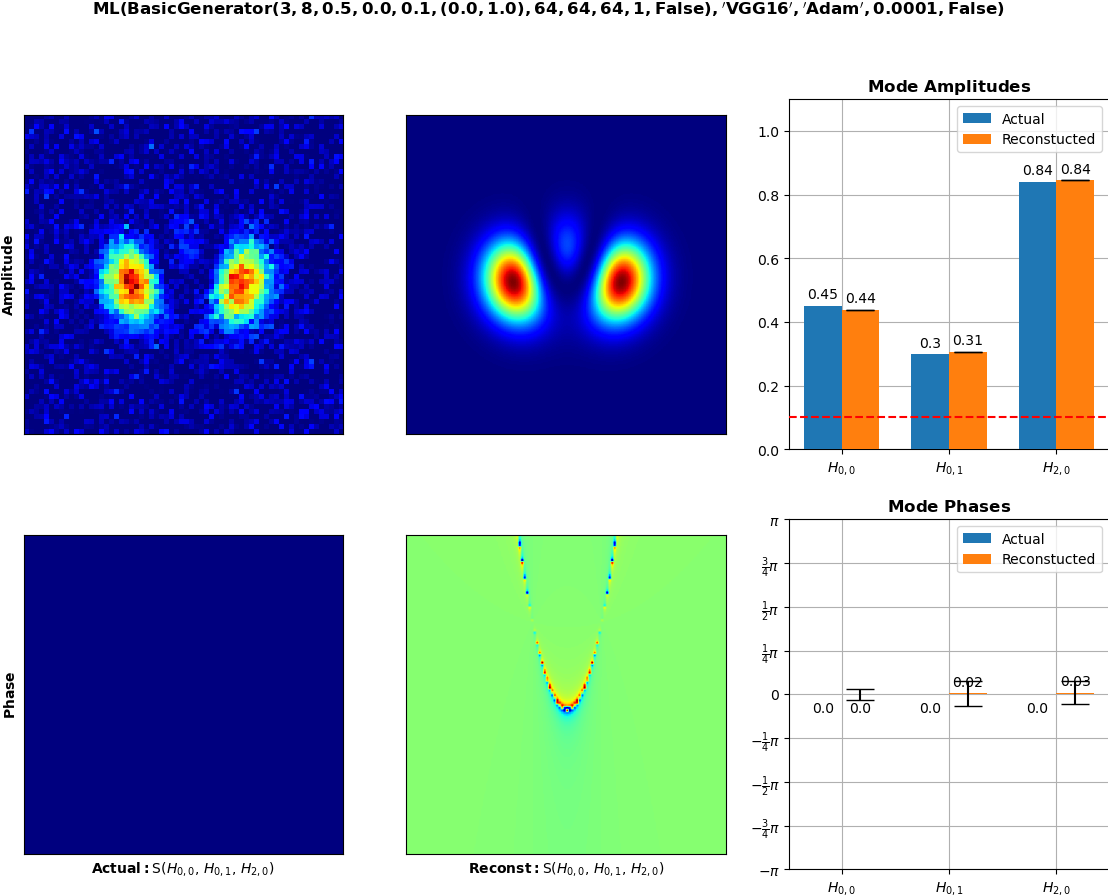 ML(BasicGenerator(3, 8, 0.5, 0.0, 0.1, (0.0, 1.0), 64, 64, 64, 1, False), 'VGG16', 'Adam', 0.0001, False)
Amplitude
Mode Amplitudes
Actual
Reconstucted
1.0
0.8
0.6
0.4
0.2
0.0
0.45
0.44
0.3
0.31
0.84
0.84
H0,0
H0,1
H2,0
Phase
Actual: S(H0,0, H0,1, H2,0)
Reconst: S(H0,0, H0,1, H2,0)
Mode Phases
Actual
Reconstucted
π
3/4π
1/2π
1/4π
0
−1/4π
−1/2π
−3/4π
−π
0.0
0.0
0.0
0.02
0.0
0.03
H0,0
H0,1
H2,0